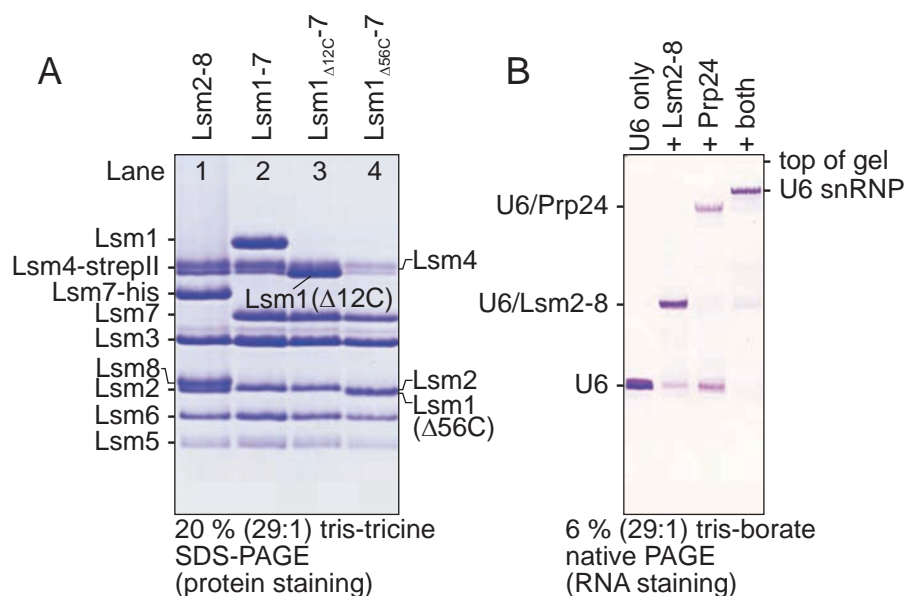 A
Lsm2-8
Lsm1-7
Lsm1Δ12C-7
Lsm1Δ56C-7
Lane 1 2 3 4
Lsm1
Lsm4-strepII
Lsm7-his
Lsm7
Lsm3
Lsm8
Lsm2
Lsm6
Lsm5
Lsm1(Δ12C)
Lsm4
Lsm2
Lsm1
(Δ56C)
20 % (29:1) tris-tricine
SDS-PAGE
(protein staining)
B
U6 only
+ Lsm2-8
+ Prp24
+ both
top of gel
U6 snRNP
U6/Prp24
U6/Lsm2-8
U6
6 % (29:1) tris-borate
native PAGE
(RNA staining)